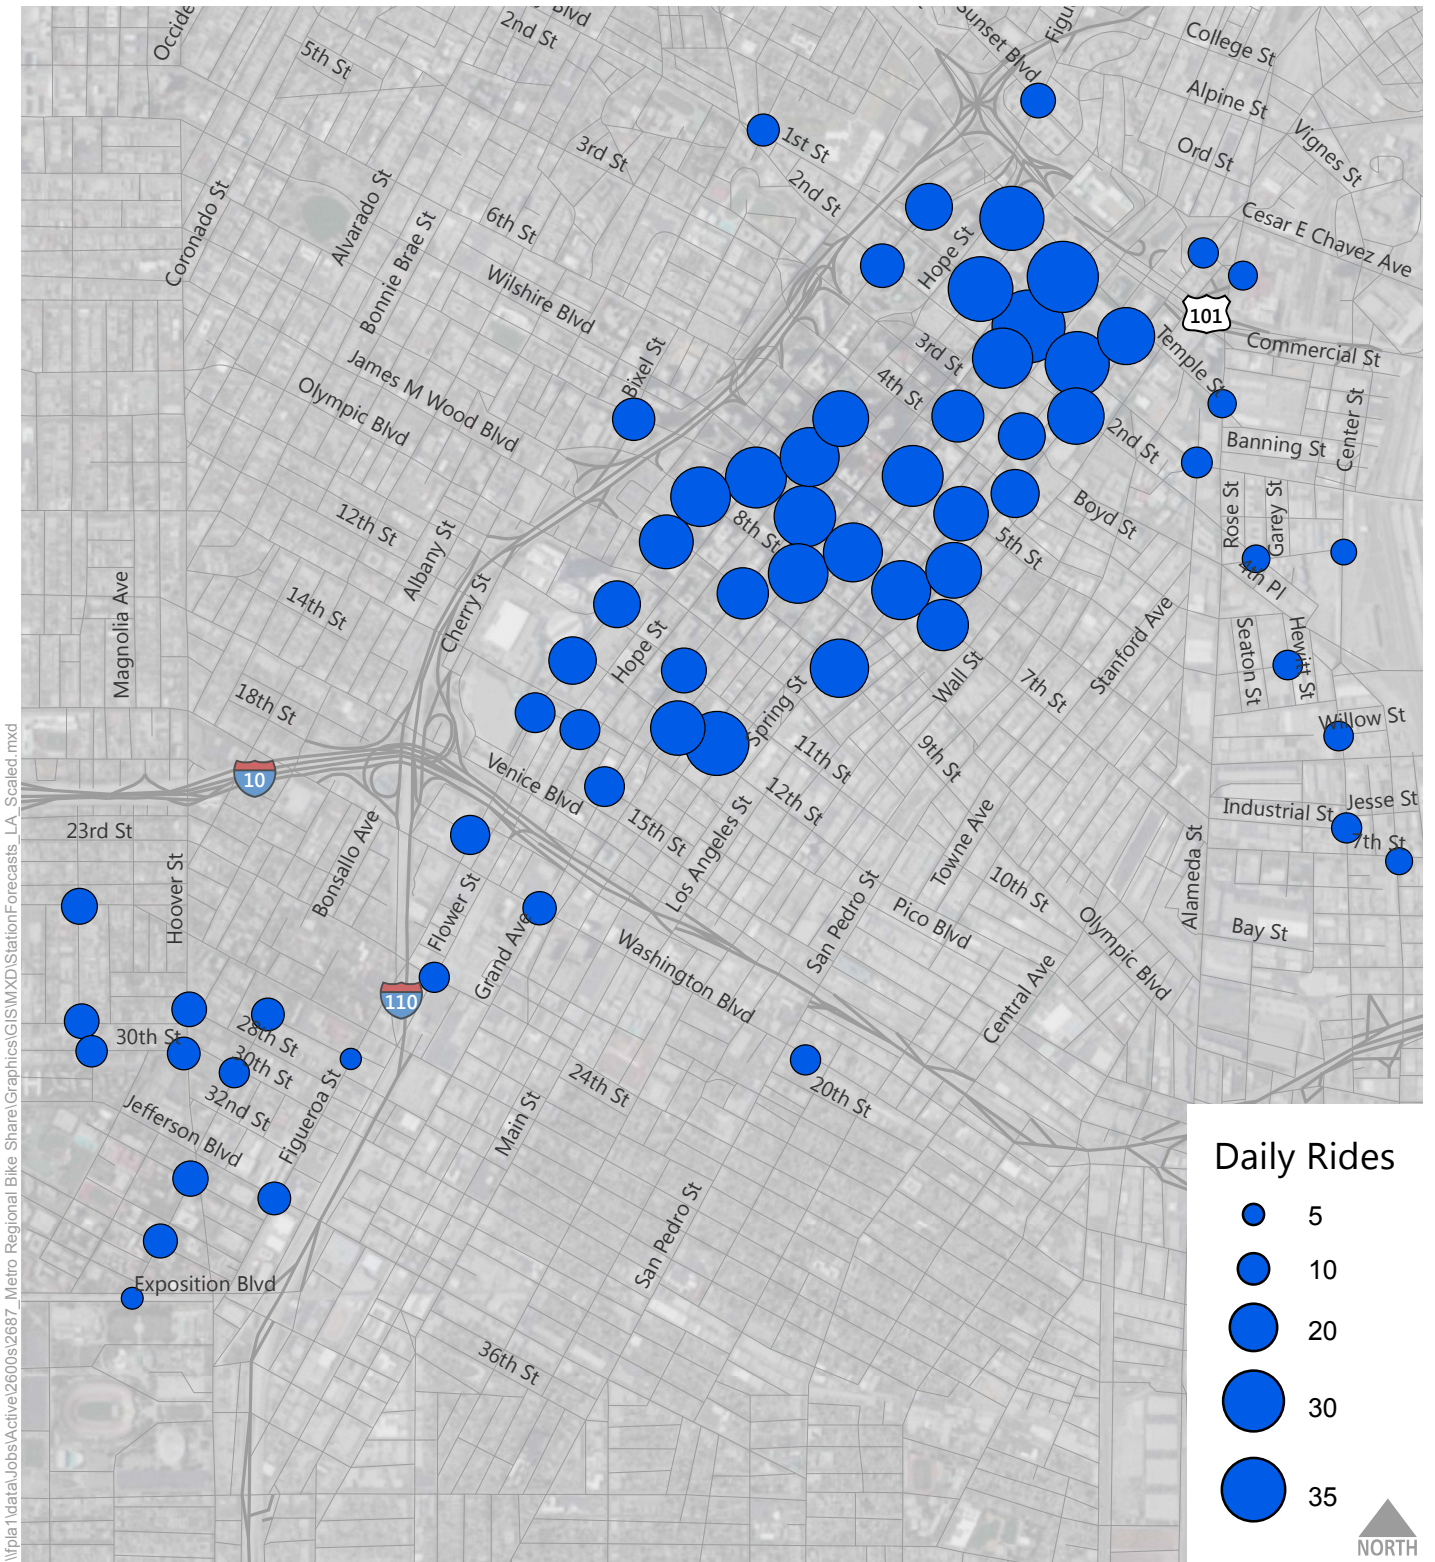 Occide
5th St
Blvd
2nd St
Sunset Blvd
Figu
College St
Alpine St
Vignes St
Ord St
1st St
3rd St
2nd St
Coronado St
Alvarado St
Bonnie Brae St
6th St
Wilshire Blvd
Hope St
Cesar E Chavez Ave
101
Commercial St
Temple St
3rd St
4th St
Bixel St
James M Wood Blvd
Olympic Blvd
2nd St
Banning St
Center St
12th St
Albany St
8th St
5th St
Boyd St
Rose St
Garey St
4th Pl
Magnolia Ave
14th St
Cherry St
Hope St
Stanford Ave
Seaton St
Hewitt St
18th St
Spring St
Wall St
7th St
Willow St
10
Venice Blvd
11th St
9th St
12th St
15th St
Industrial St
Jesse St
7th St
23rd St
Hoover St
Bonsallo Ave
Los Angeles St
Towne Ave
Alameda St
Flower St
Grand Ave
San Pedro St
10th St
Pico Blvd
Olympic Blvd
Bay St
Washington Blvd
110
Central Ave
30th St
28th St
30th St
32nd St
Figueroa St
24th St
20th St
Jefferson Blvd
Main St
San Pedro St
Exposition Blvd
36th St
Daily Rides
5
10
20
30
35
NORTH
\\fpla1\data\Jobs\Active\2600s\2687_Metro Regional Bike Share\Graphics\GIS\MXD\StationForecasts_LA_Scaled.mxd